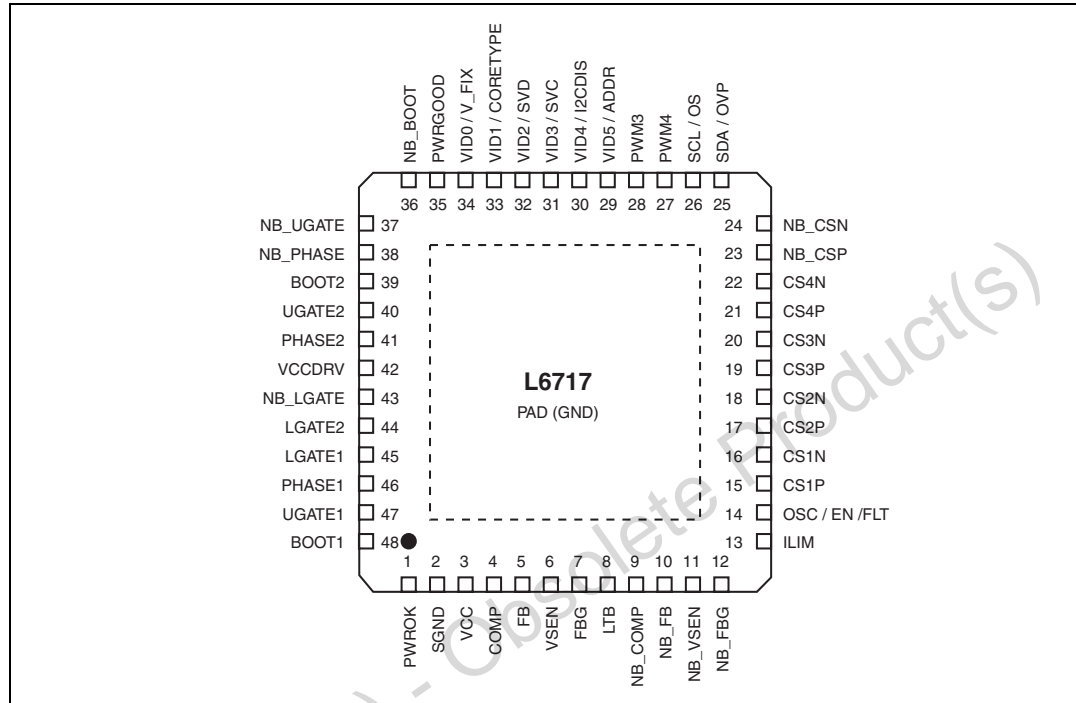 NB_BOOT
PWRGOOD
VID0 / V_FIX
VID1 / CORETYPE
VID2 / SVD
VID3 / SVC
VID4 / I2CDIS
VID5 / ADDR
PWM3
PWM4
SCL / OS
SDA / OVP
36 35 34 33 32 31 30 29 28 27 26 25
NB_UGATE 37
NB_PHASE 38
BOOT2 39
UGATE2 40
PHASE2 41
VCCDRV 42
NB_LGATE 43
LGATE2 44
LGATE1 45
PHASE1 46
UGATE1 47
BOOT1 48
L6717
PAD (GND)
24 NB_CSN
23 NB_CSP
22 CS4N
21 CS4P
20 CS3N
19 CS3P
18 CS2N
17 CS2P
16 CS1N
15 CS1P
14 OSC / EN /FLT
13 ILIM
1 2 3 4 5 6 7 8 9 10 11 12
PWROK
SGND
VCC
COMP
FB
VSEN
FBG
LTB
NB_COMP
NB_FB
NB_VSEN
NB_FBG
) - Obsolete Product(s)